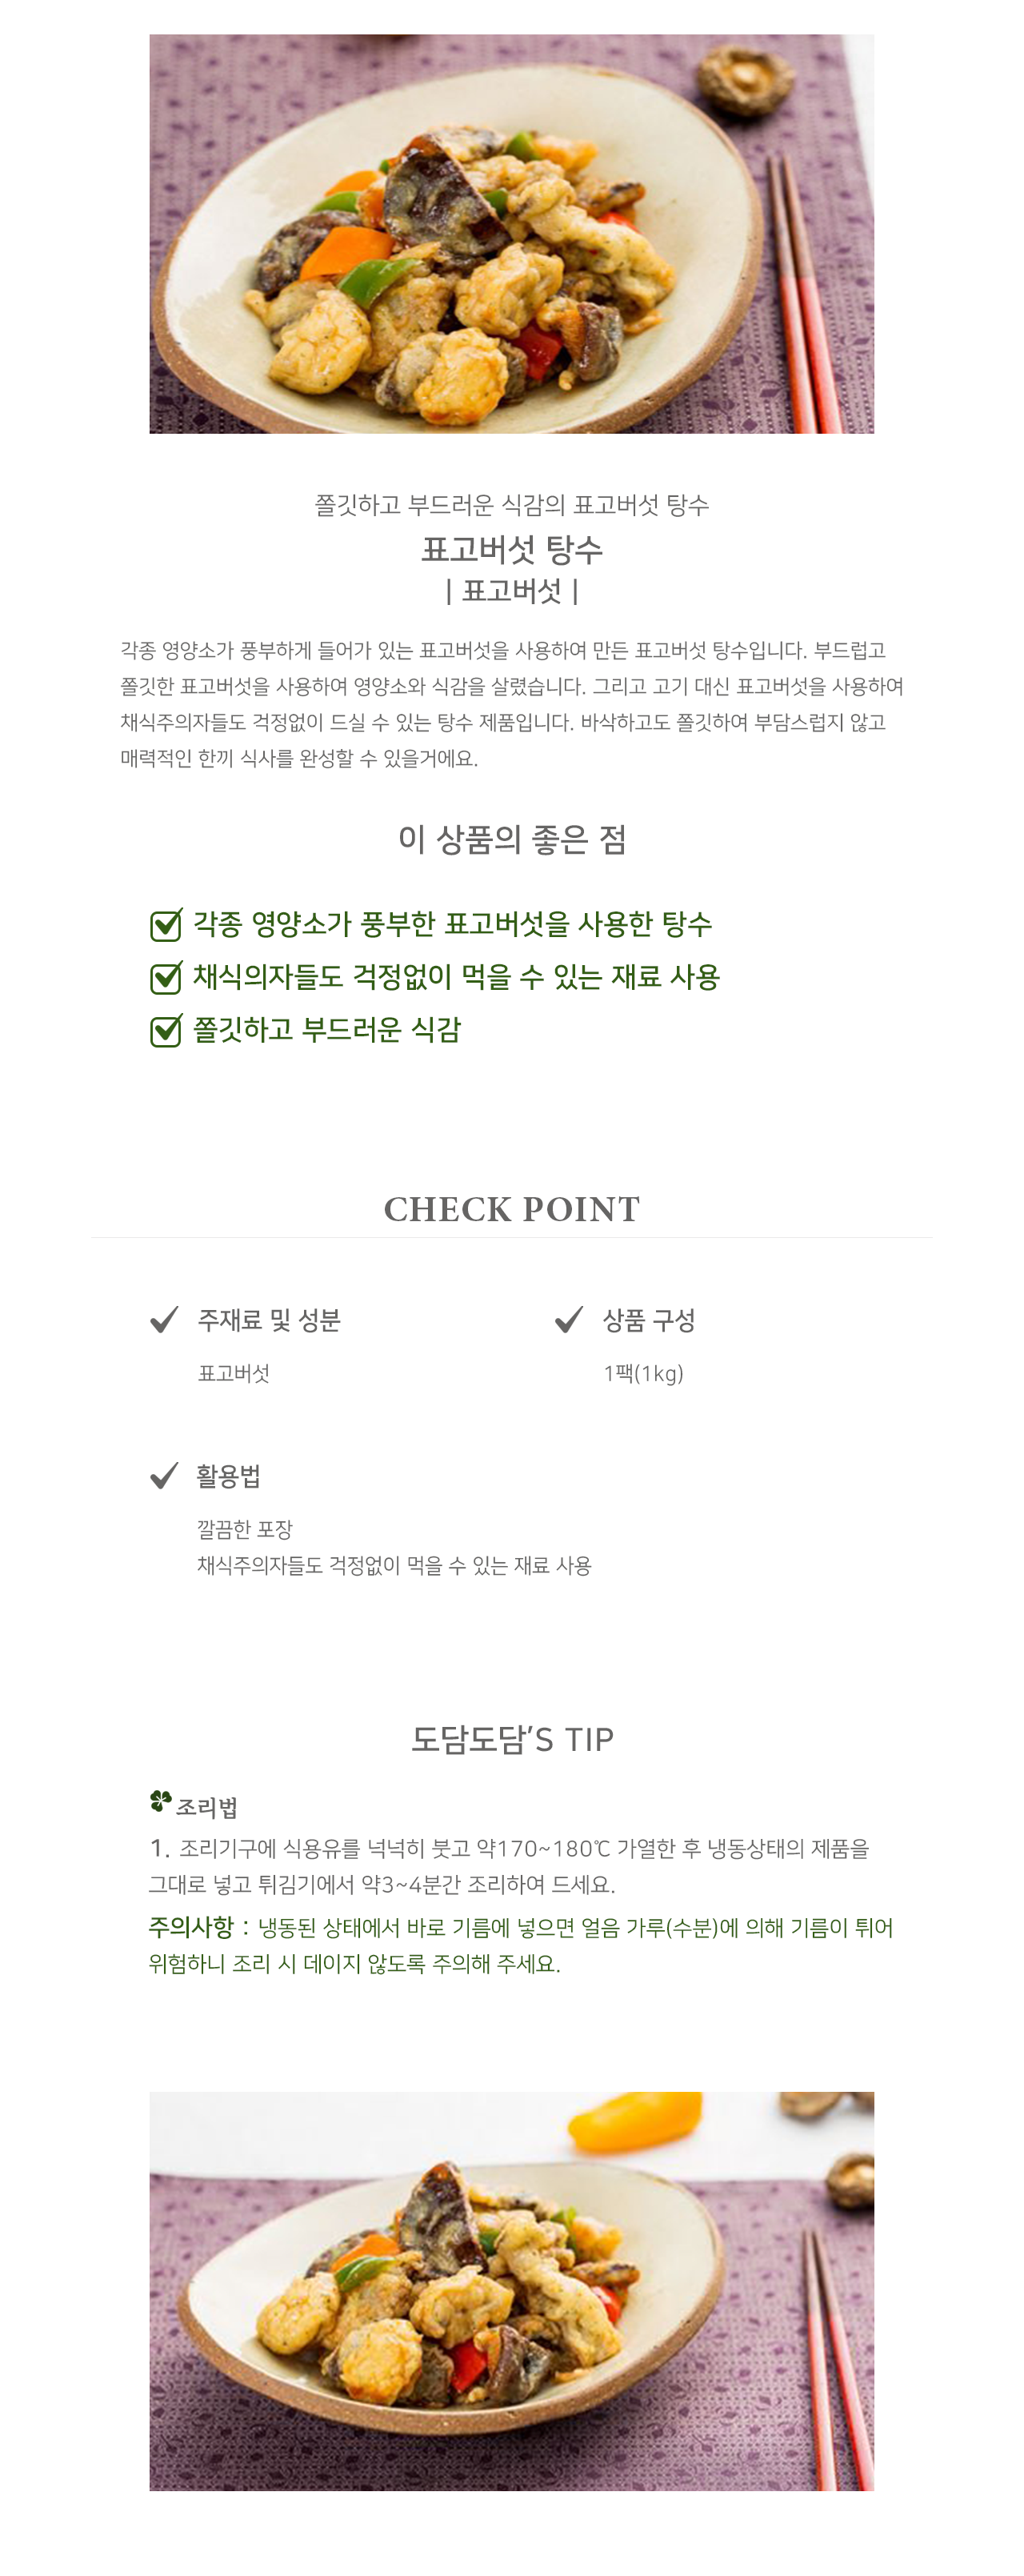 쫄깃하고 부드러운 식감의 표고버섯 탕수
표고버섯 탕수
| 표고버섯 |
각종 영양소가 풍부하게 들어가 있는 표고버섯을 사용하여 만든 표고버섯 탕수입니다. 부드럽고
쫄깃한 표고버섯을 사용하여 영양소와 식감을 살렸습니다. 그리고 고기 대신 표고버섯을 사용하여
채식주의자들도 걱정없이 드실 수 있는 탕수 제품입니다. 바삭하고도 쫄깃하여 부담스럽지 않고
매력적인 한끼 식사를 완성할 수 있을거에요.
이 상품의 좋은 점
각종 영양소가 풍부한 표고버섯을 사용한 탕수
채식의자들도 걱정없이 먹을 수 있는 재료 사용
쫄깃하고 부드러운 식감
CHECK POINT
주재료 및 성분
표고버섯
상품 구성
1팩(1kg)
활용법
깔끔한 포장
채식주의자들도 걱정없이 먹을 수 있는 재료 사용
도담도담'S TIP
조리법
1. 조리기구에 식용유를 넉넉히 붓고 약170~180℃ 가열한 후 냉동상태의 제품을
그대로 넣고 튀김기에서 약3~4분간 조리하여 드세요.
주의사항 : 냉동된 상태에서 바로 기름에 넣으면 얼음 가루(수분)에 의해 기름이 튀어
위험하니 조리 시 데이지 않도록 주의해 주세요.